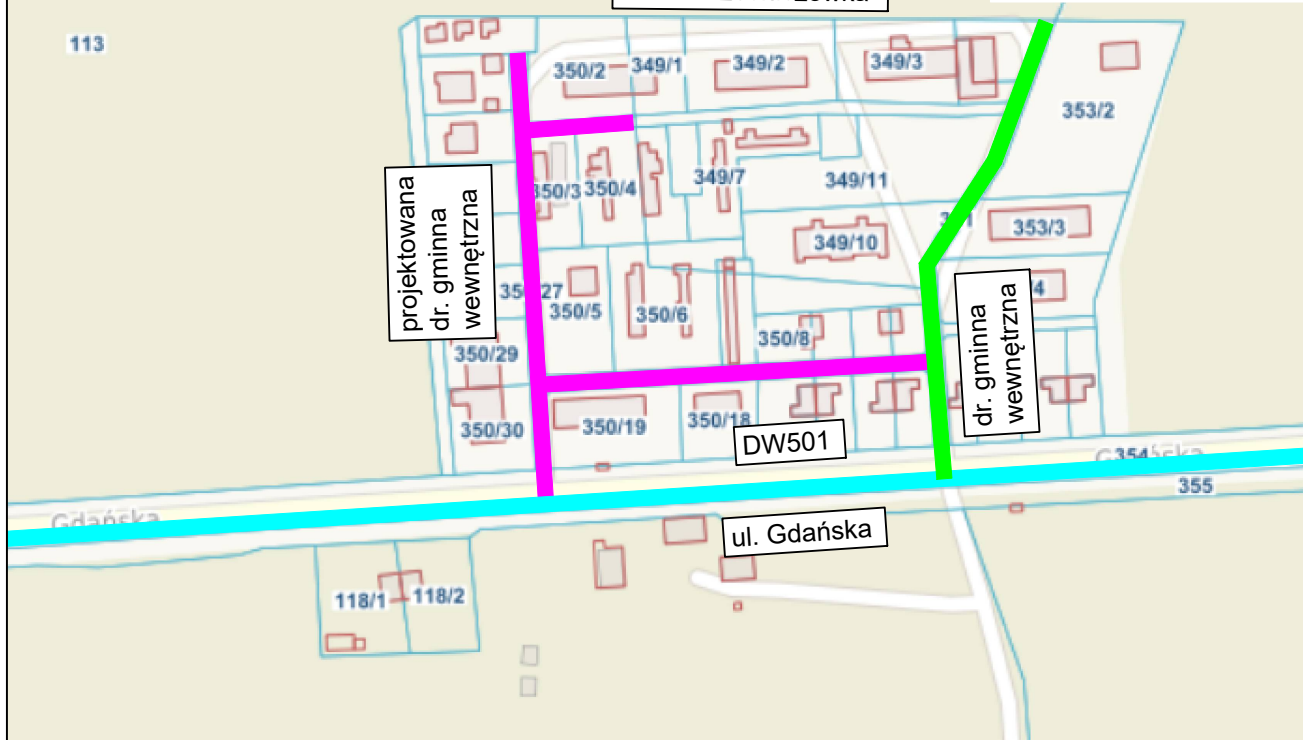 113
350/2
349/1
349/2
349/3
353/2
projektowana
dr. gminna
wewnętrzna
350/3
350/4
349/7
349/11
349/10
353/3
350/5
350/6
350/8
dr. gminna
wewnętrzna
350/29
350/30
350/19
350/18
DW501
354
355
Gdańska
ul. Gdańska
118/1
118/2